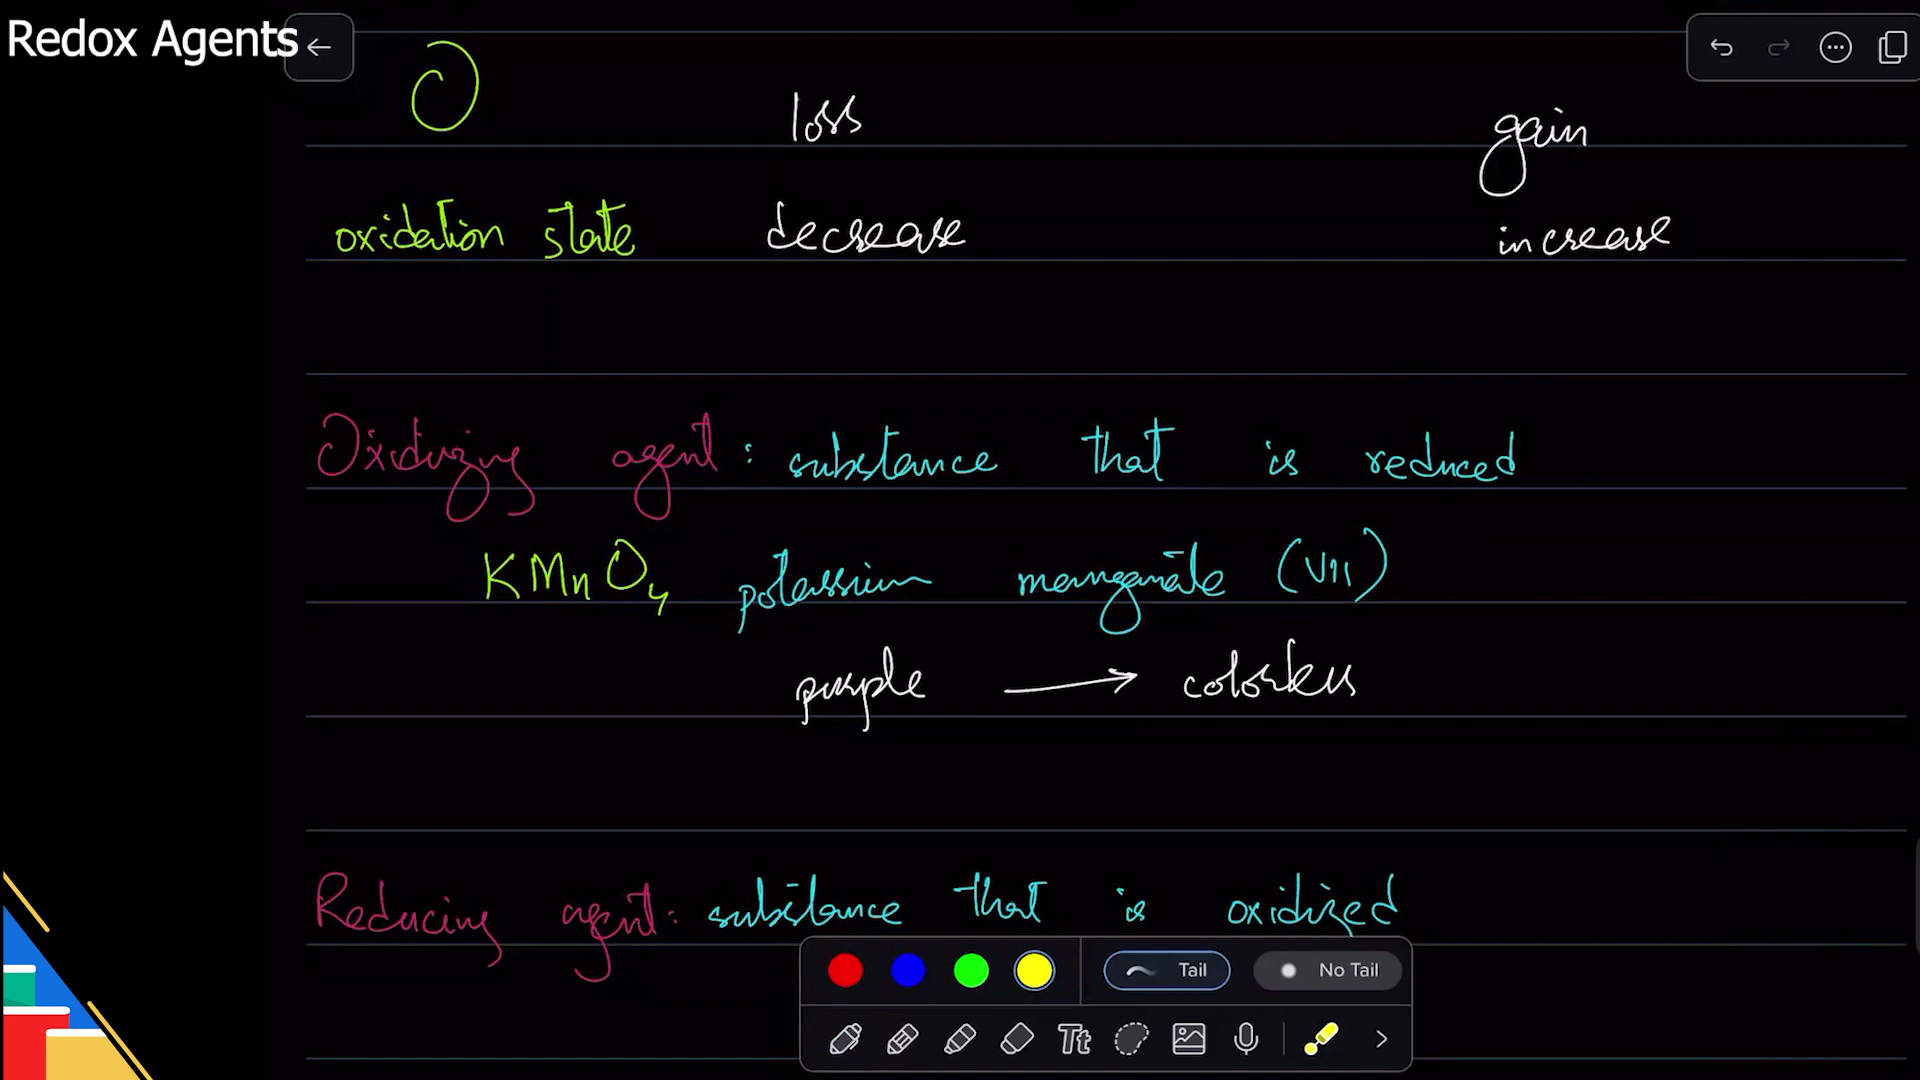 Redox Agents
O loss gain
oxidation state decrease increase
Oxidizing agent: substance that is reduced
KMnO4 potassium manganate (VII)
purple → colorless
Reducing agent: substance that is oxidized
Tail No Tail
Tt